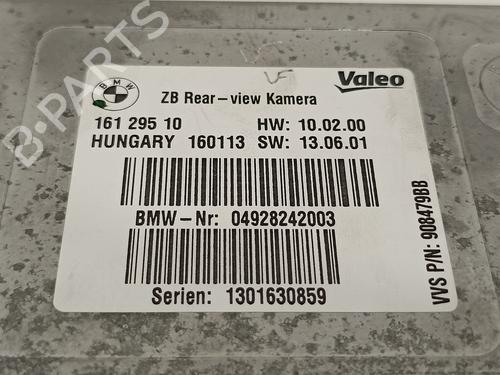 BMW
Valeo
ZB Rear-view Kamera
161 295 10 HW: 10.02.00
HUNGARY 160113 SW: 13.06.01
BMW-Nr: 04928242003
Serien: 1301630859
VVS P/N: 908479BB
B-PARTS